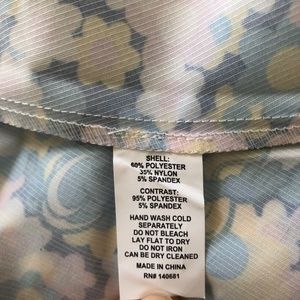 SHELL:
60% POLYESTER
35% NYLON
5% SPANDEX
CONTRAST:
95% POLYESTER
5% SPANDEX
HAND WASH COLD
SEPARATELY
DO NOT BLEACH
LAY FLAT TO DRY
DO NOT IRON
CAN BE DRY CLEANED
MADE IN CHINA
RN# 140681